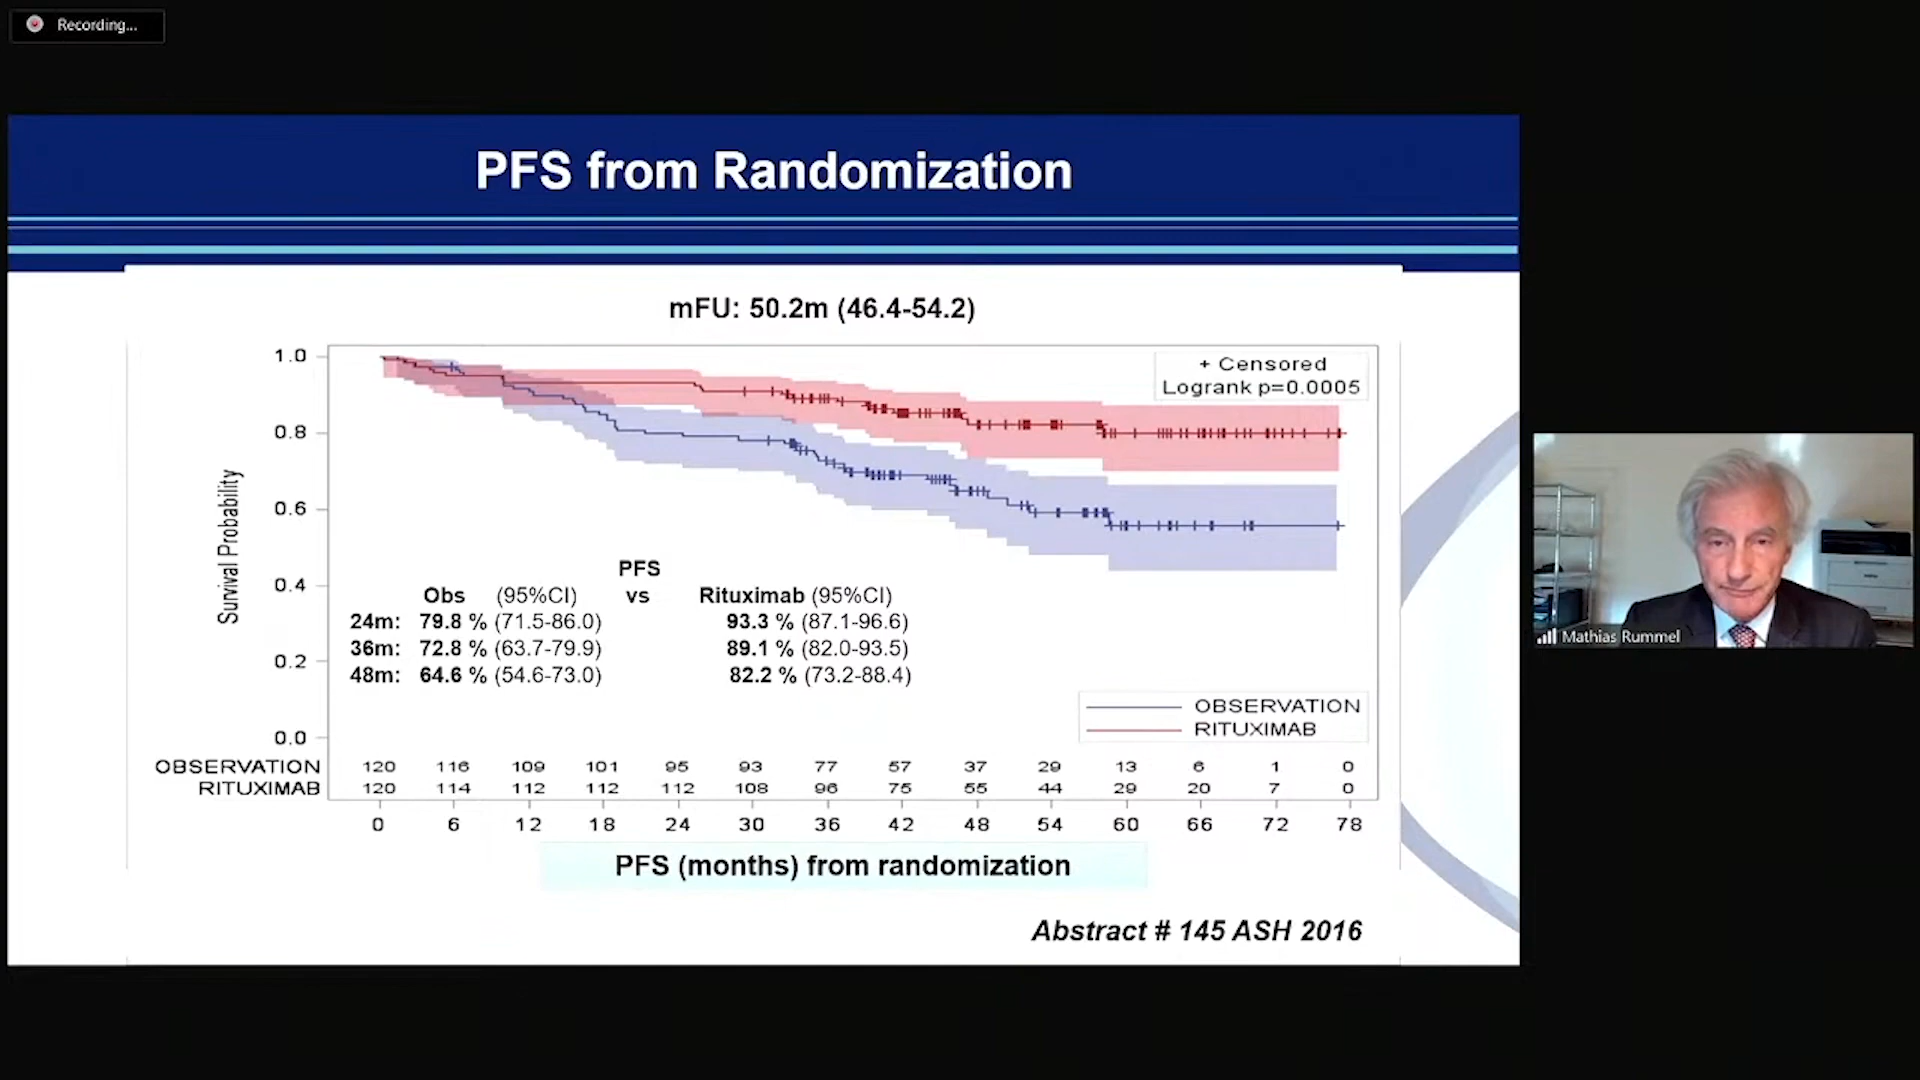 Recording...
PFS from Randomization
mFU: 50.2m (46.4-54.2)
+ Censored
Logrank p=0.0005
Survival Probability
1.0
0.8
0.6
0.4
0.2
0.0
PFS
Obs (95%CI) vs Rituximab (95%CI)
24m: 79.8 % (71.5-86.0) 93.3 % (87.1-96.6)
36m: 72.8 % (63.7-79.9) 89.1 % (82.0-93.5)
48m: 64.6 % (54.6-73.0) 82.2 % (73.2-88.4)
OBSERVATION
RITUXIMAB
OBSERVATION 120 116 109 101 95 93 77 57 37 29 13 6 1 0
RITUXIMAB 120 114 112 112 112 108 96 75 55 44 29 20 7 0
0 6 12 18 24 30 36 42 48 54 60 66 72 78
PFS (months) from randomization
Abstract # 145 ASH 2016
Mathias Rummel